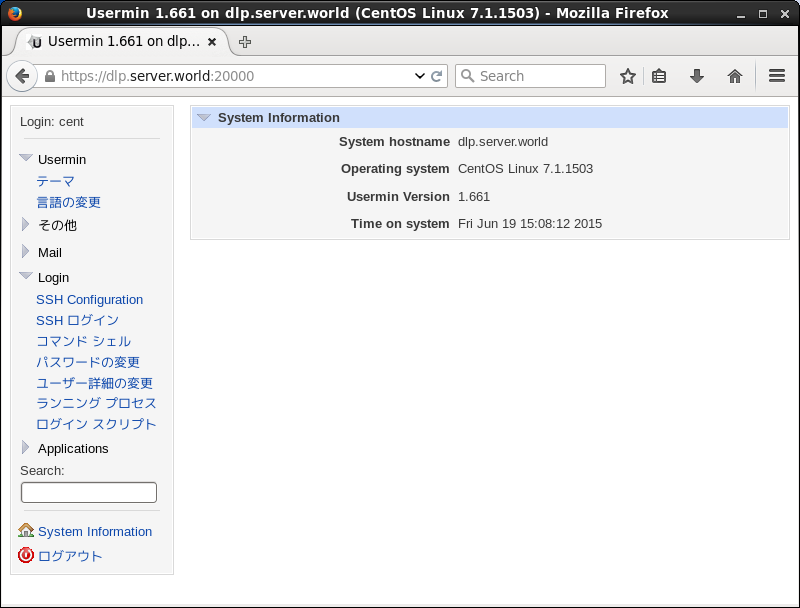 Usermin 1.661 on dlp.server.world (CentOS Linux 7.1.1503) - Mozilla Firefox
Usermin 1.661 on dlp...
https://dlp.server.world:20000
Search
Login: cent
Usermin
テーマ
言語の変更
その他
Mail
Login
SSH Configuration
SSH ログイン
コマンド シェル
パスワードの変更
ユーザー詳細の変更
ランニング プロセス
ログイン スクリプト
Applications
Search:
System Information
ログアウト
System Information
System hostname dlp.server.world
Operating system CentOS Linux 7.1.1503
Usermin Version 1.661
Time on system Fri Jun 19 15:08:12 2015